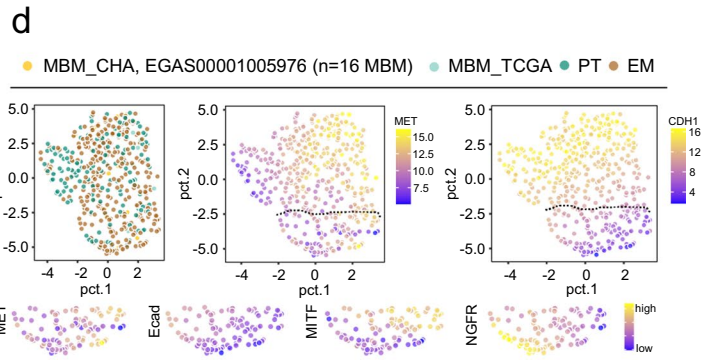 d
MBM_CHA, EGAS00001005976 (n=16 MBM) MBM_TCGA PT EM
5.0 2.5 0.0 -2.5 -5.0
-4 -2 0 2
pct.1
pct.2
5.0 2.5 0.0 -2.5 -5.0
-4 -2 0 2
pct.1
MET
15.0
12.5
10.0
7.5
pct.2
5.0 2.5 0.0 -2.5 -5.0
-4 -2 0 2
pct.1
CDH1
16
12
8
4
MET
Ecad
MITF
NGFR
high
low